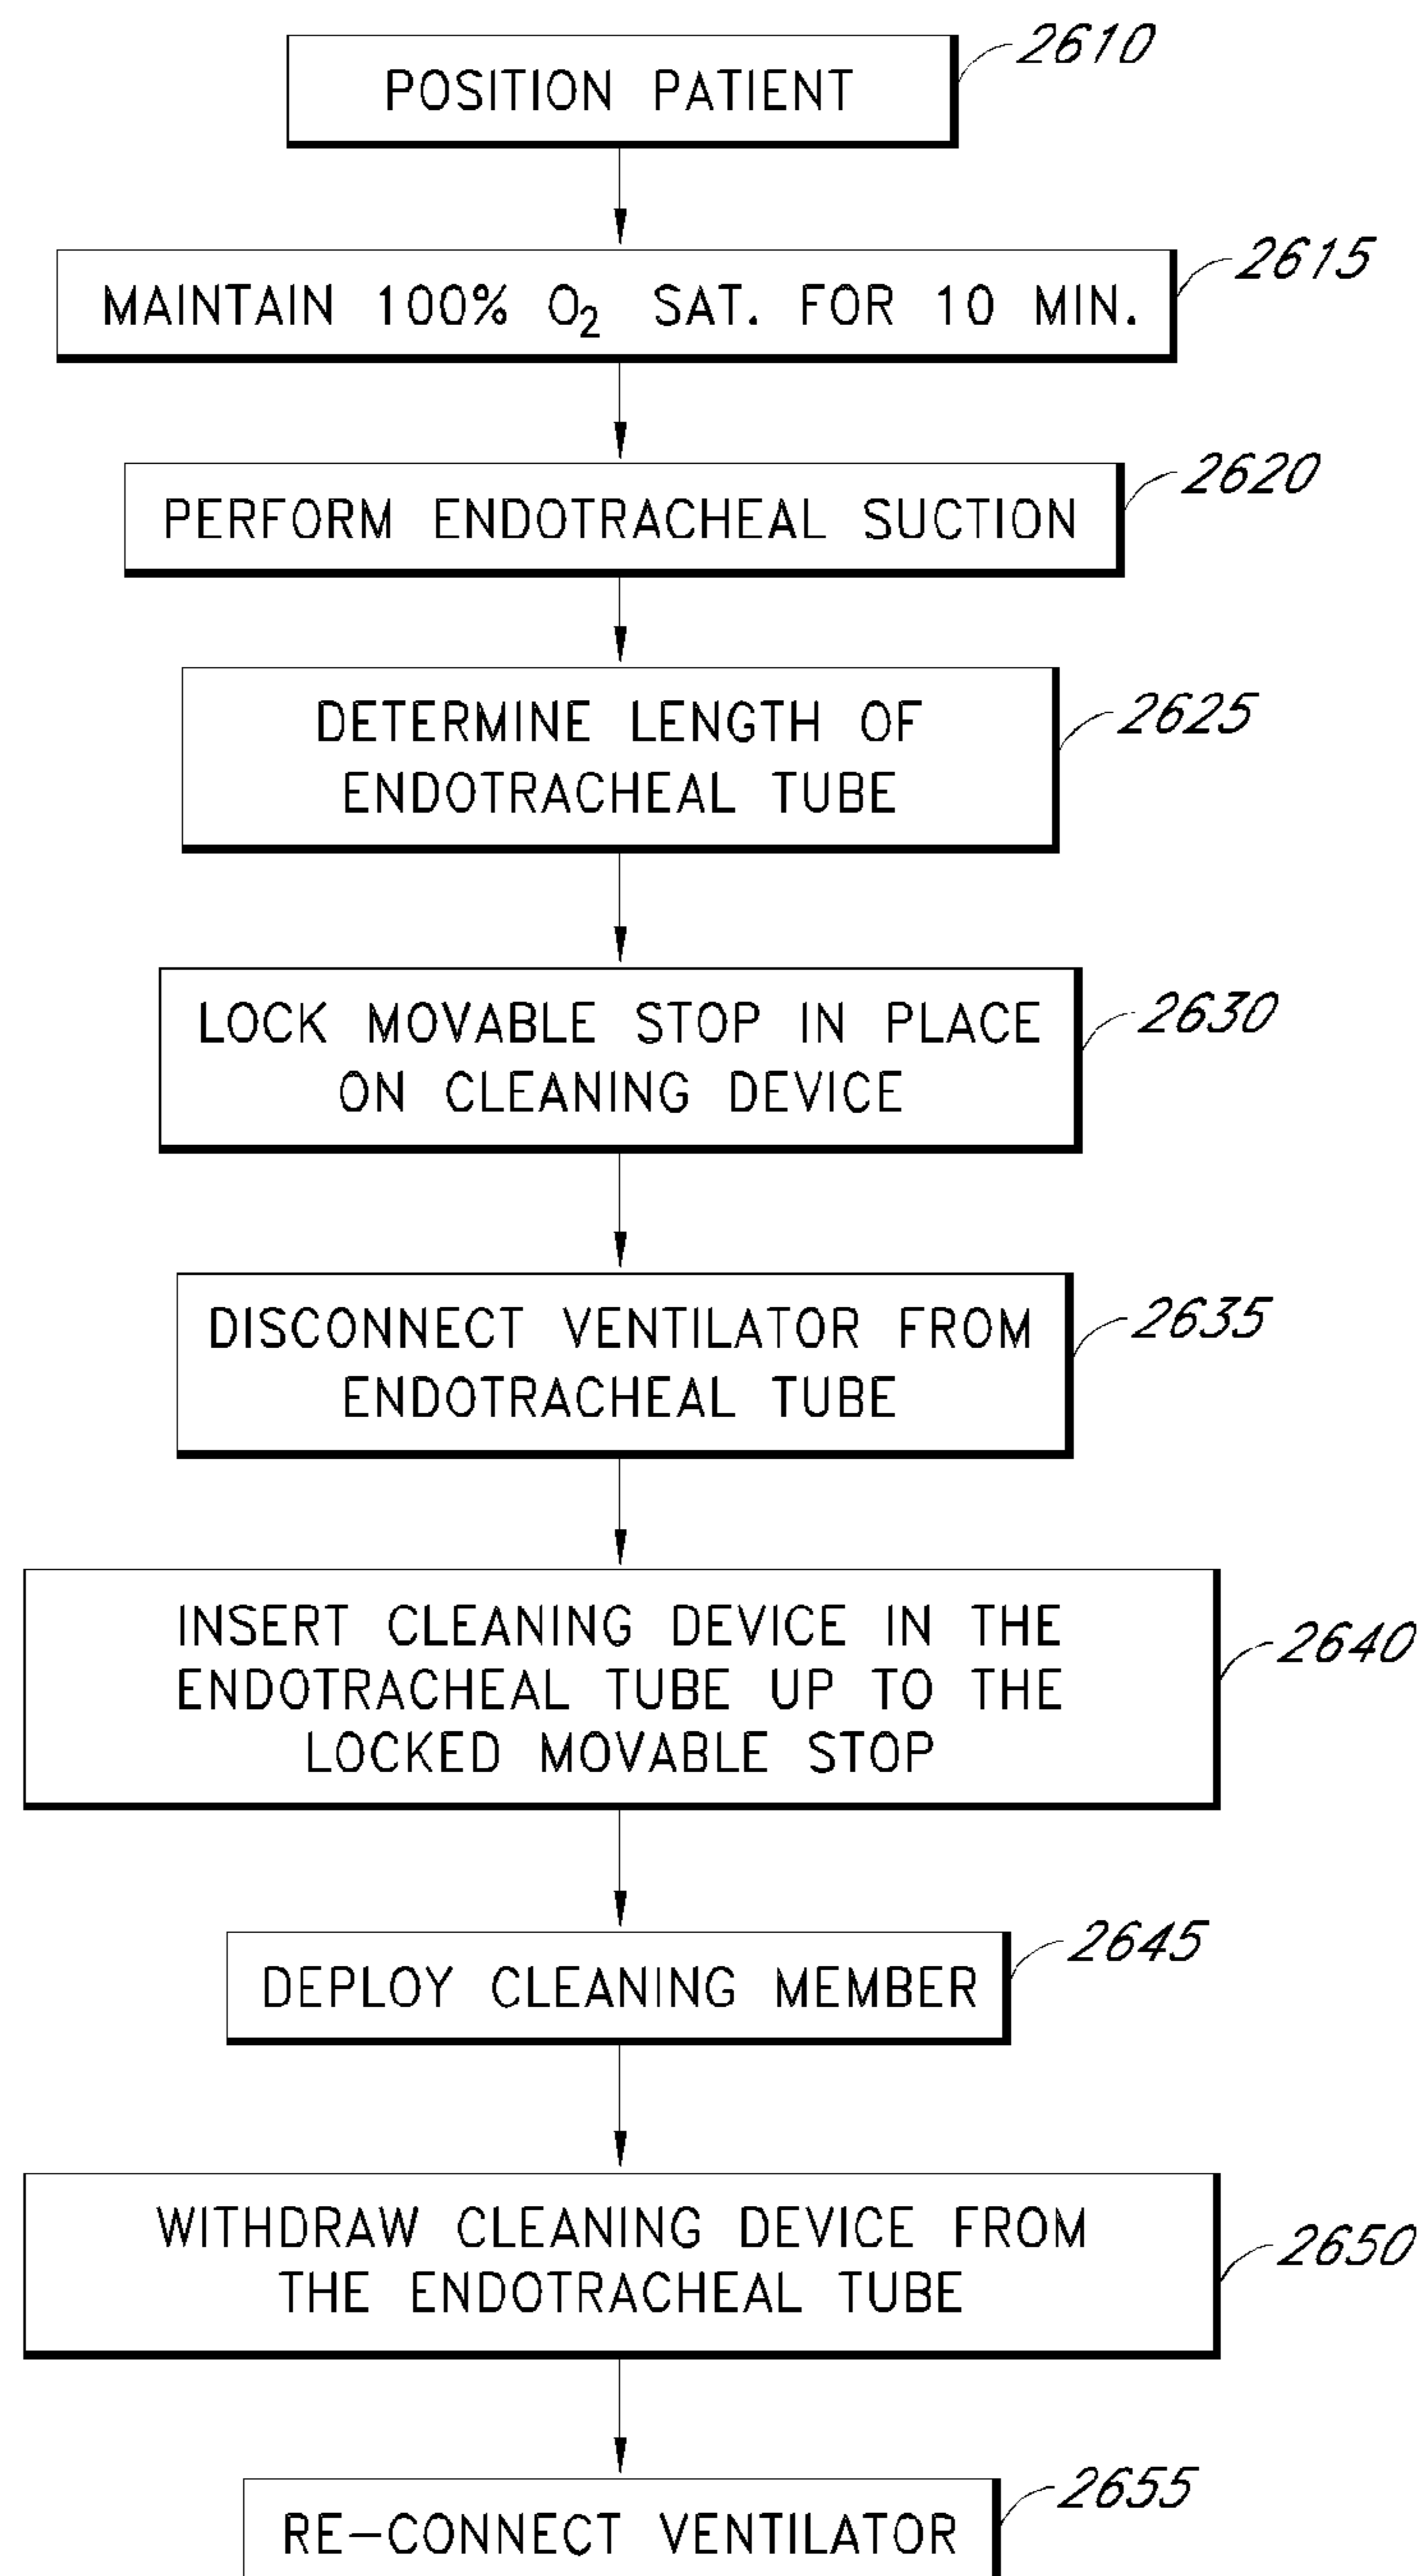 2610
POSITION PATIENT
2615
MAINTAIN 100% O₂ SAT. FOR 10 MIN.
2620
PERFORM ENDOTRACHEAL SUCTION
2625
DETERMINE LENGTH OF
ENDOTRACHEAL TUBE
2630
LOCK MOVABLE STOP IN PLACE
ON CLEANING DEVICE
2635
DISCONNECT VENTILATOR FROM
ENDOTRACHEAL TUBE
2640
INSERT CLEANING DEVICE IN THE
ENDOTRACHEAL TUBE UP TO THE
LOCKED MOVABLE STOP
2645
DEPLOY CLEANING MEMBER
2650
WITHDRAW CLEANING DEVICE FROM
THE ENDOTRACHEAL TUBE
2655
RE-CONNECT VENTILATOR